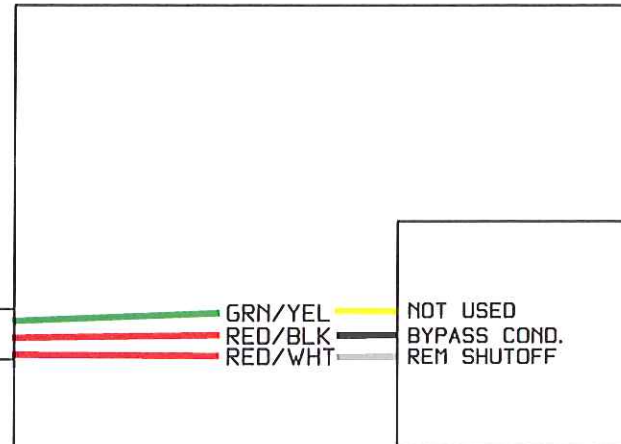 GRN/YEL NOT USED
RED/BLK BYPASS COND.
RED/WHT REM SHUTOFF